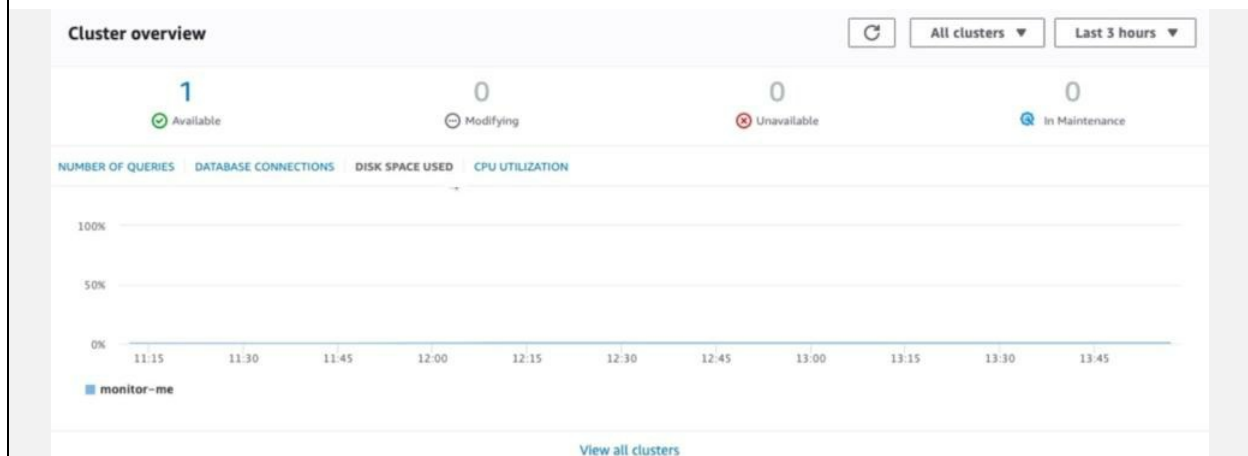 Cluster overview All clusters ▼ Last 3 hours ▼
1 0 0 0
Available Modifying Unavailable In Maintenance
NUMBER OF QUERIES DATABASE CONNECTIONS DISK SPACE USED CPU UTILIZATION
100%
50%
0%
11:15 11:30 11:45 12:00 12:15 12:30 12:45 13:00 13:15 13:30 13:45
monitor-me
View all clusters